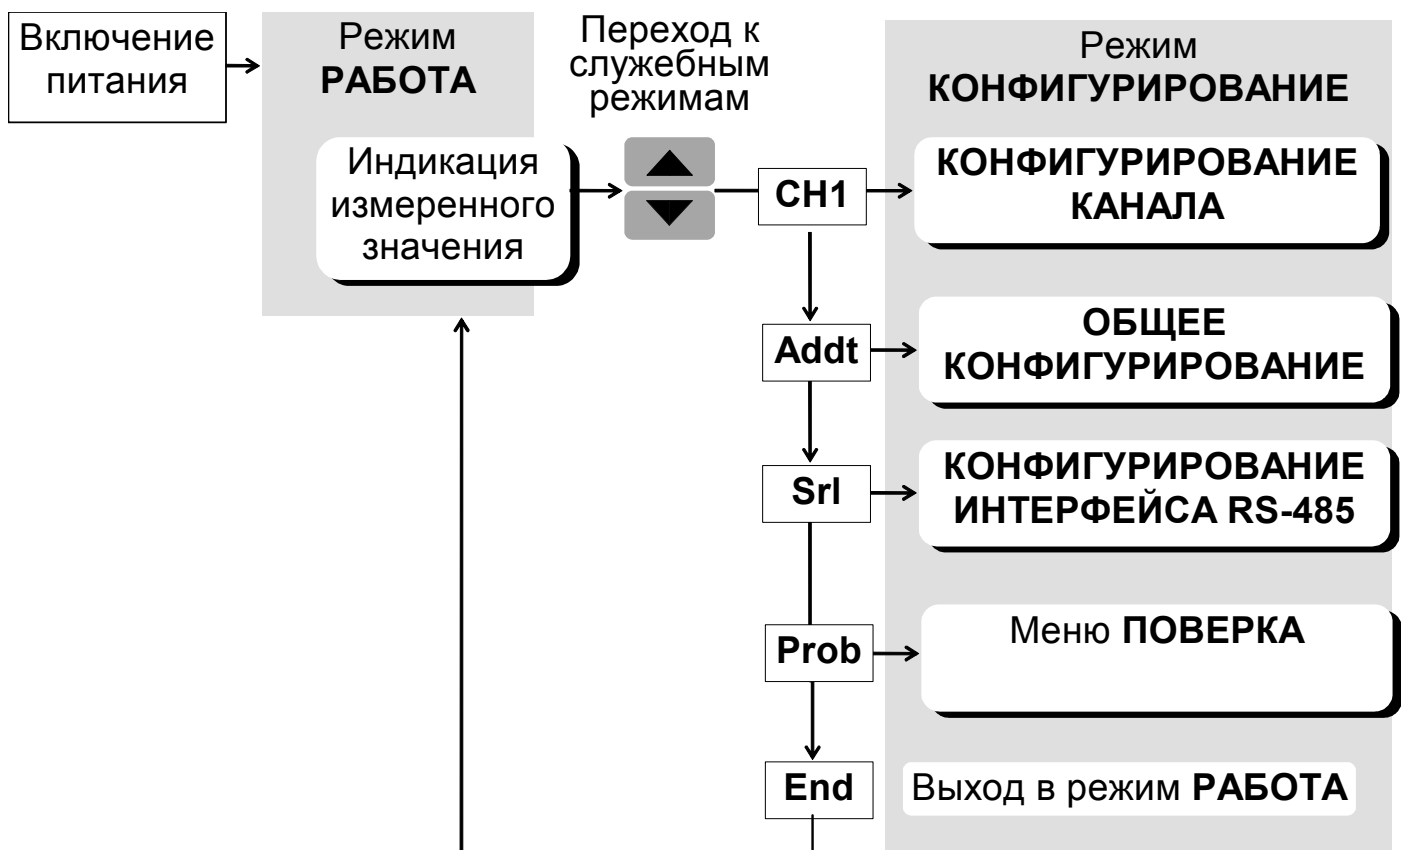 Включение
питания
Режим
РАБОТА
Индикация
измеренного
значения
Переход к
служебным
режимам
Режим
КОНФИГУРИРОВАНИЕ
CH1
КОНФИГУРИРОВАНИЕ
КАНАЛА
Addt
ОБЩЕЕ
КОНФИГУРИРОВАНИЕ
Srl
КОНФИГУРИРОВАНИЕ
ИНТЕРФЕЙСА RS-485
Prob
Меню ПОВЕРКА
End
Выход в режим РАБОТА